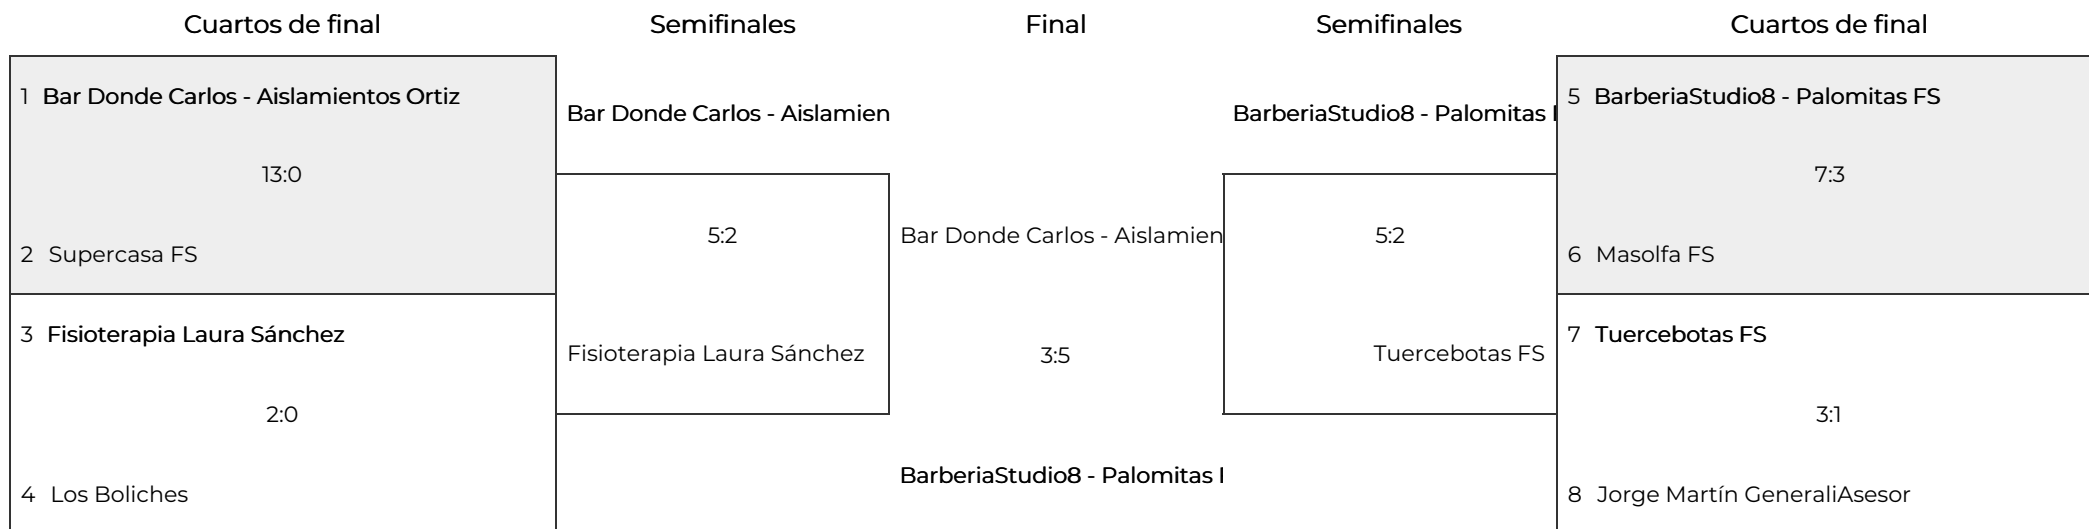 Cuartos de final
Semifinales
Final
Semifinales
Cuartos de final
1 Bar Donde Carlos - Aislamientos Ortiz
13:0
2 Supercasa FS
3 Fisioterapia Laura Sánchez
2:0
4 Los Boliches
Bar Donde Carlos - Aislamien
5:2
Fisioterapia Laura Sánchez
Bar Donde Carlos - Aislamien
3:5
BarberiaStudio8 - Palomitas
BarberiaStudio8 - Palomitas
5:2
Tuercebotas FS
5 BarberiaStudio8 - Palomitas FS
7:3
6 Masolfa FS
7 Tuercebotas FS
3:1
8 Jorge Martín GeneraliAsesor